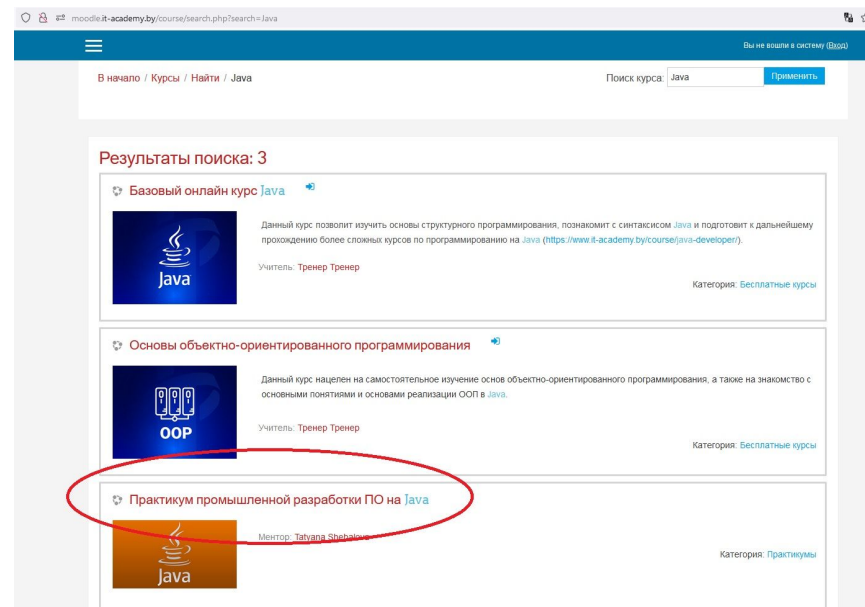 moodle.it-academy.by/course/search.php?search=Java
Вы не вошли в систему (Вход)
В начало / Курсы / Найти / Java
Поиск курса: Java Применить
Результаты поиска: 3
Базовый онлайн курс Java
Данный курс позволит изучить основы структурного программирования, познакомит с синтаксисом Java и подготовит к дальнейшему
прохождению более сложных курсов по программированию на Java (https://www.it-academy.by/course/java-developer/).
Java
Учитель: Тренер Тренер
Категория: Бесплатные курсы
Основы объектно-ориентированного программирования
Данный курс нацелен на самостоятельное изучение основ объектно-ориентированного программирования, а также на знакомство с
основными понятиями и основами реализации ООП в Java.
OOP
Учитель: Тренер Тренер
Категория: Бесплатные курсы
Практикум промышленной разработки ПО на Java
Ментор: Tatyana
Категория: Практикумы
Java